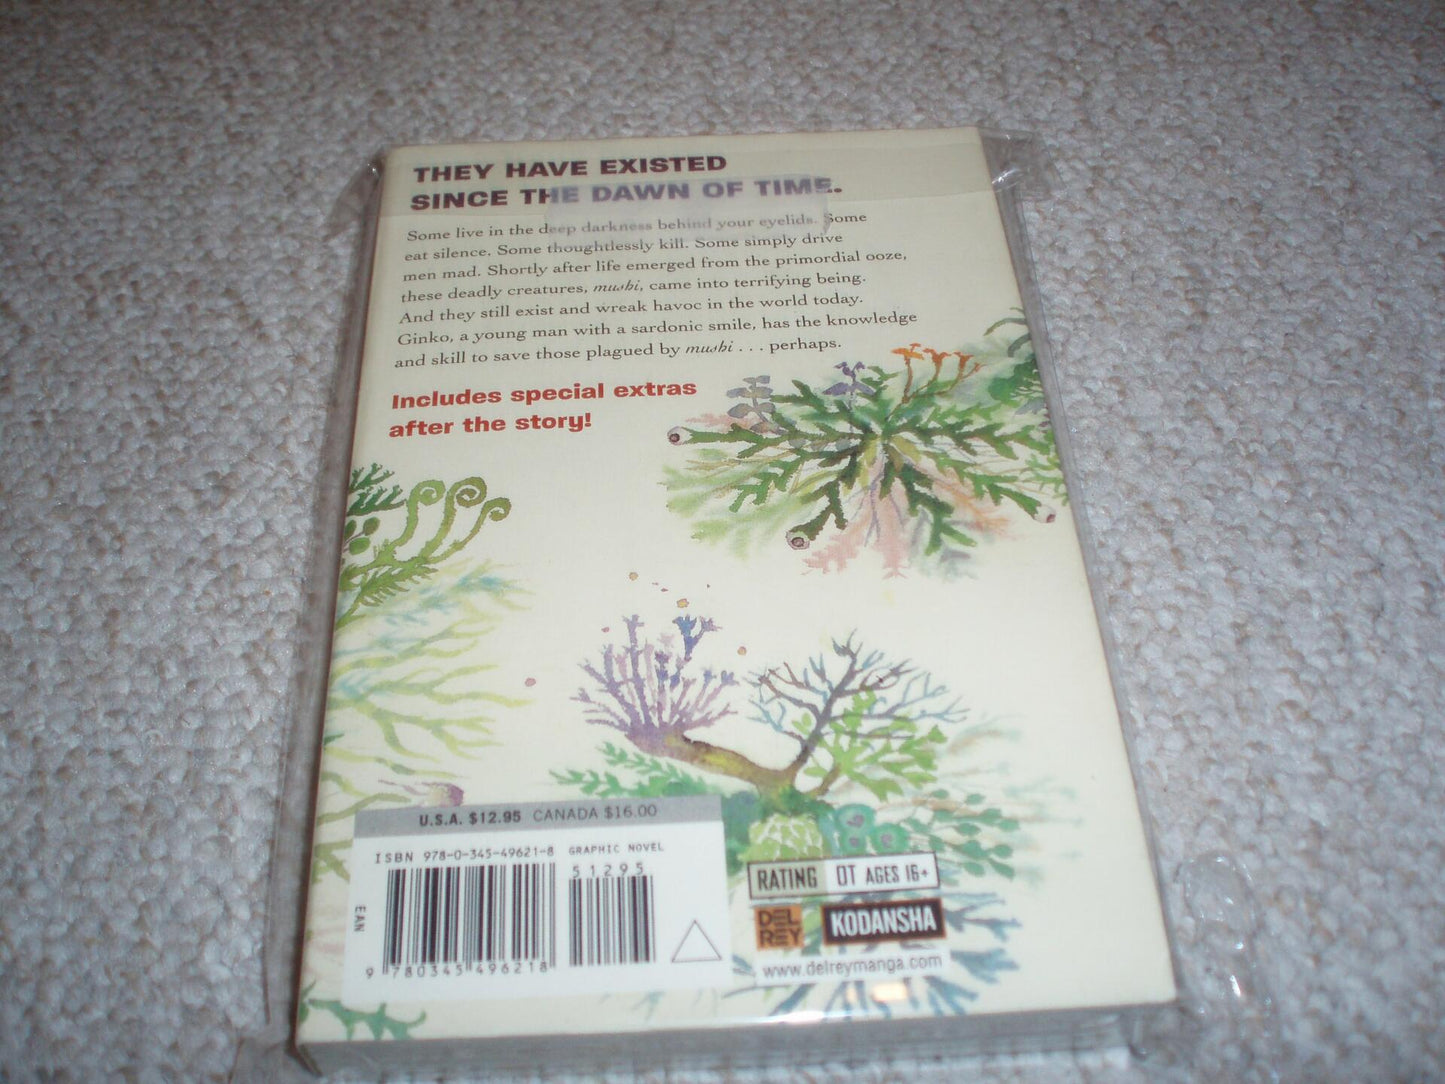 THEY HAVE EXISTED
SINCE THE DAWN OF TIME.
Some live in the deep darkness behind your eyelids. Some
eat silence. Some thoughtlessly kill. Some simply drive
men mad. Shortly after life emerged from the primordial ooze,
these deadly creatures, mushi, came into terrifying being.
And they still exist and wreak havoc in the world today.
Ginko, a young man with a sardonic smile, has the knowledge
and skill to save those plagued by mushi . . . perhaps.
Includes special extras
after the story!
U.S.A. $12.95 CANADA $16.00
ISBN 978-0-345-49621-8 GRAPHIC NOVEL
51295
EAN
9 780345 496218
RATING OT AGES 16+
DEL REY
KODANSHA
www.delreymanga.com